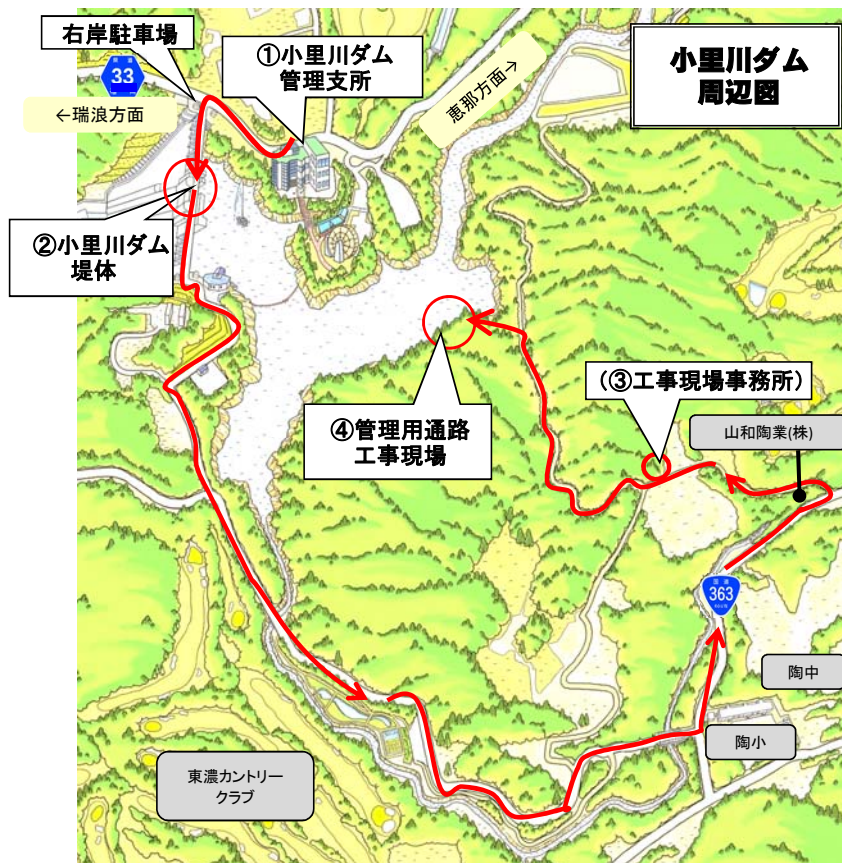 小里川ダム
周辺図
右岸駐車場
33
←瑞浪方面
①小里川ダム
管理支所
恵那方面→
②小里川ダム
堤体
(③工事現場事務所)
④管理用通路
工事現場
山和陶業(株)
国道
363
陶中
陶小
東濃カントリー
クラブ